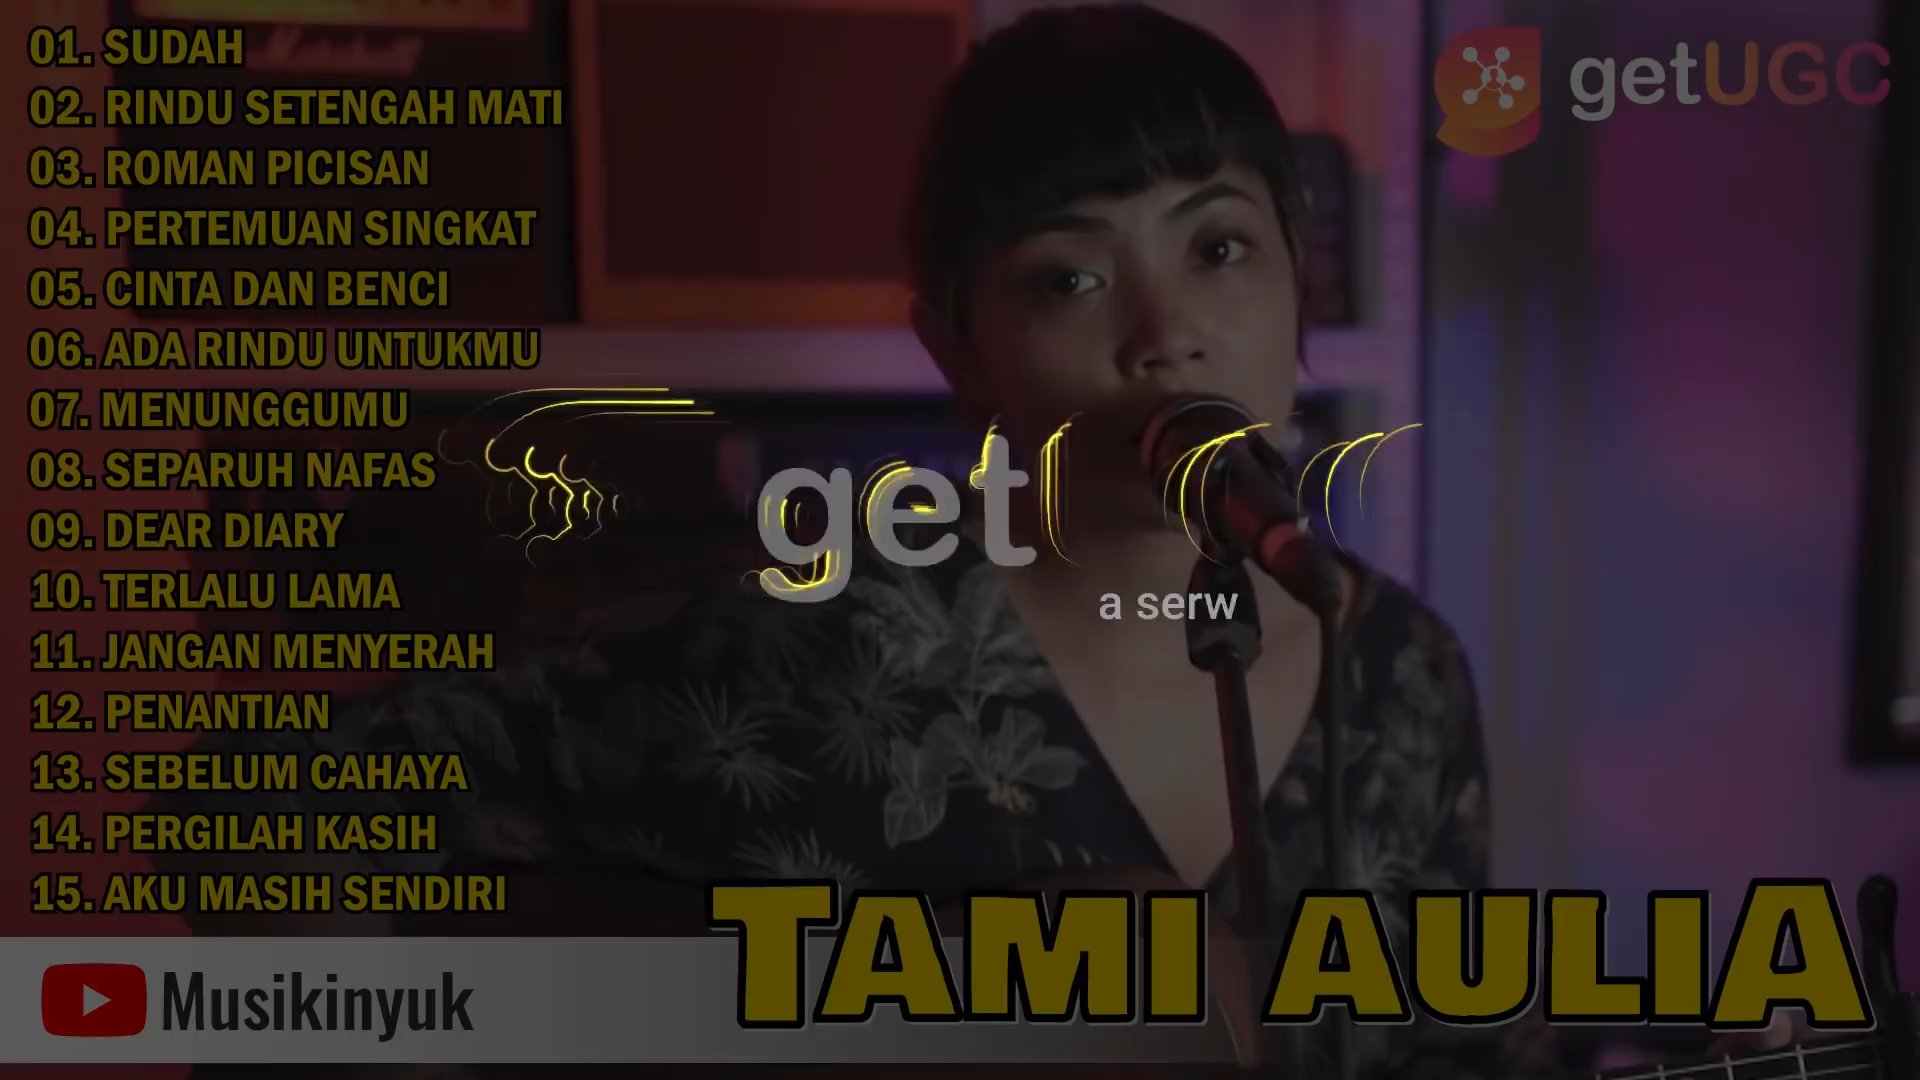 01. SUDAH
02. RINDU SETENGAH MATI
03. ROMAN PICISAN
04. PERTEMUAN SINGKAT
05. CINTA DAN BENCI
06. ADA RINDU UNTUKMU
07. MENUNGGUMU
08. SEPARUH NAFAS
09. DEAR DIARY
10. TERLALU LAMA
11. JANGAN MENYERAH
12. PENANTIAN
13. SEBELUM CAHAYA
14. PERGILAH KASIH
15. AKU MASIH SENDIRI
getUGC
get
a serw
TAMI AULIA
Musikinyuk